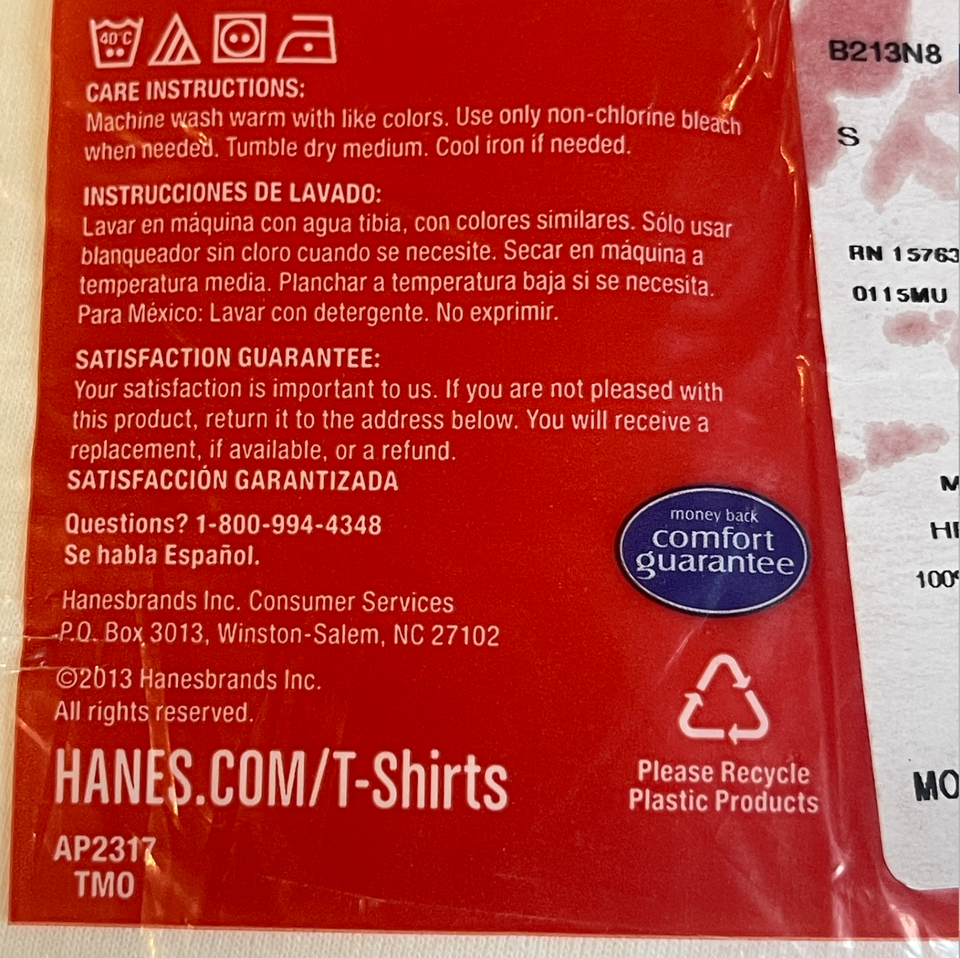 40°C
CARE INSTRUCTIONS:
Machine wash warm with like colors. Use only non-chlorine bleach
when needed. Tumble dry medium. Cool iron if needed.
INSTRUCCIONES DE LAVADO:
Lavar en máquina con agua tibia, con colores similares. Sólo usar
blanqueador sin cloro cuando se necesite. Secar en máquina a
temperatura media. Planchar a temperatura baja si se necesita.
Para México: Lavar con detergente. No exprimir.
SATISFACTION GUARANTEE:
Your satisfaction is important to us. If you are not pleased with
this product, return it to the address below. You will receive a
replacement, if available, or a refund.
SATISFACCIÓN GARANTIZADA
Questions? 1-800-994-4348
Se habla Español.
Hanesbrands Inc. Consumer Services
P.O. Box 3013, Winston-Salem, NC 27102
©2013 Hanesbrands Inc.
All rights reserved.
HANES.COM/T-Shirts
AP2317
TMO
money back
comfort
guarantee
Please Recycle
Plastic Products
B213N8
S
RN 15763
0115MU